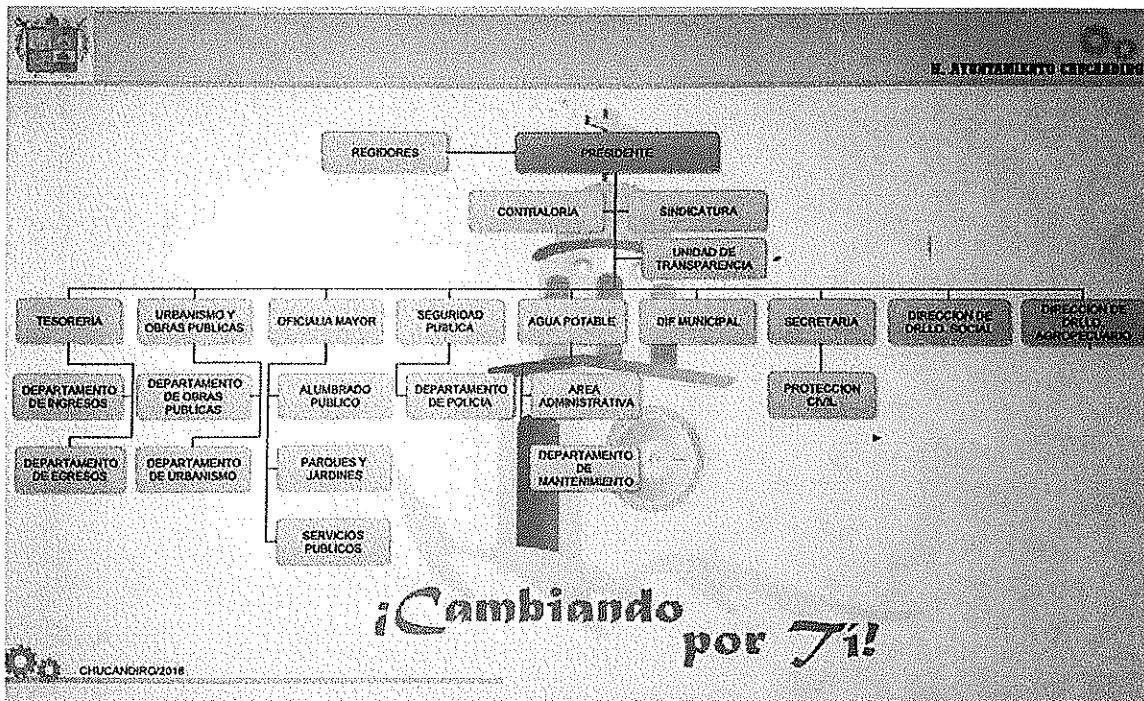 H. AYUNTAMIENTO CHUCANDIRO
REGIDORES
PRESIDENTE
CONTRALORIA
SINDICATURA
UNIDAD DE
TRANSPARENCIA
TESORERIA
URBANISMO Y
OBRAS PUBLICAS
OFICIALIA MAYOR
SEGURIDAD
PUBLICA
AGUA POTABLE
DIF MUNICIPAL
SECRETARIA
DIRECCION DE
DRLLO. SOCIAL
DIRECCION DE
DRLLO.
AGROPECUARIO
DEPARTAMENTO
DE INGRESOS
DEPARTAMENTO
DE OBRAS
PUBLICAS
ALUMBRADO
PUBLICO
DEPARTAMENTO
DE POLICIA
AREA
ADMINISTRATIVA
PROTECCION
CIVIL
DEPARTAMENTO
DE EGRESOS
DEPARTAMENTO
DE URBANISMO
PARQUES Y
JARDINES
DEPARTAMENTO
DE
MANTENIMIENTO
SERVICIOS
PUBLICOS
¡Cambiando
por Tí!
CHUCANDIRO/2016